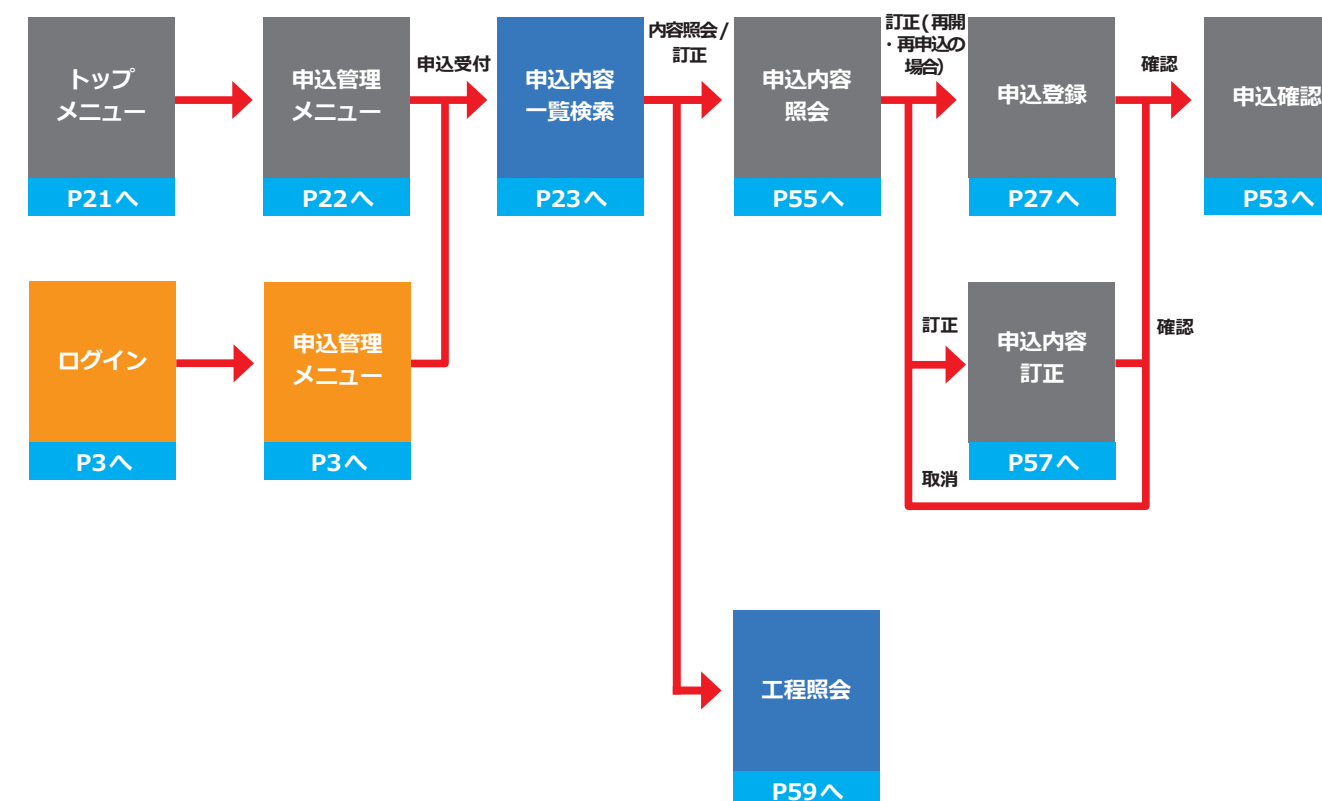 トップ
メニュー
P21へ
申込管理
メニュー
P22へ
申込受付
申込内容
一覧検索
P23へ
内容照会/
訂正
申込内容
照会
P55へ
訂正(再開
・再申込の
場合)
申込登録
P27へ
確認
申込確認
P53へ
ログイン
P3へ
申込管理
メニュー
P3へ
訂正
申込内容
訂正
P57へ
確認
取消
工程照会
P59へ